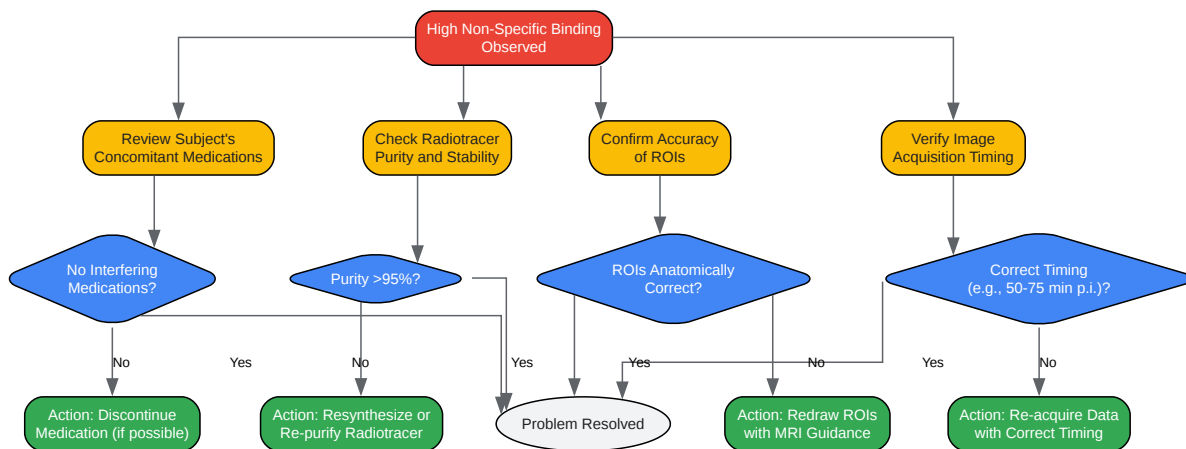 High Non-Specific Binding
Observed
Review Subject's
Concomitant Medications
Check Radiotracer
Purity and Stability
Confirm Accuracy
of ROIs
Verify Image
Acquisition Timing
No Interfering
Medications?
Purity >95%?
ROIs Anatomically
Correct?
Correct Timing
(e.g., 50-75 min p.i.)?
No
Yes
No
Yes
Yes
No
Yes
No
Action: Discontinue
Medication (if possible)
Action: Resynthesize or
Re-purify Radiotracer
Problem Resolved
Action: Redraw ROIs
with MRI Guidance
Action: Re-acquire Data
with Correct Timing